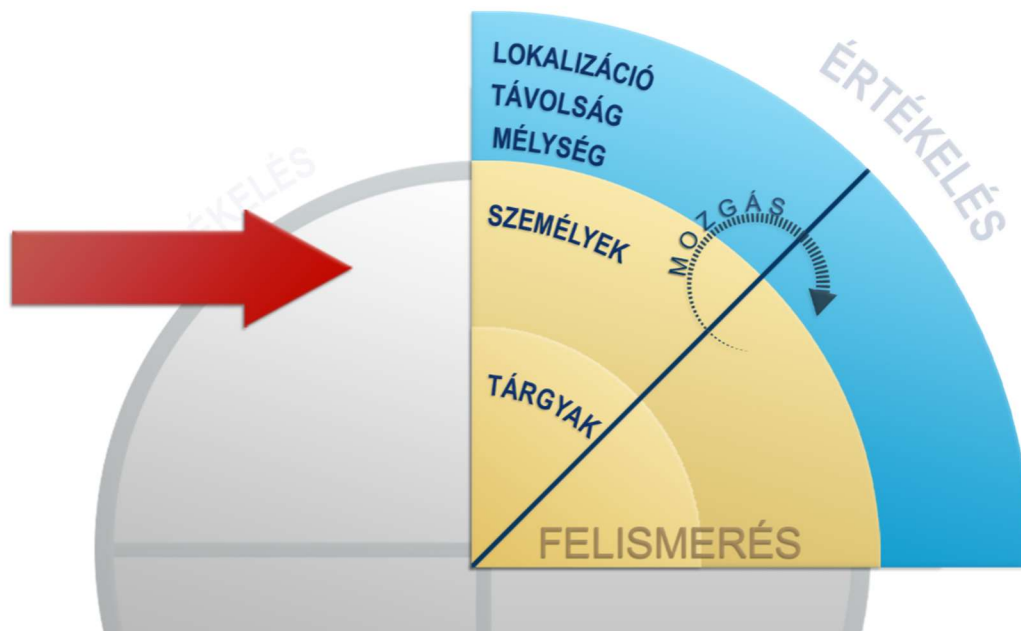 LOKALIZÁCIÓ
TÁVOLSÁG
MÉLYSÉG
ÉRTÉKELÉS
SZEMÉLYEK
MOZGÁS
TÁRGYAK
FELISMERÉS